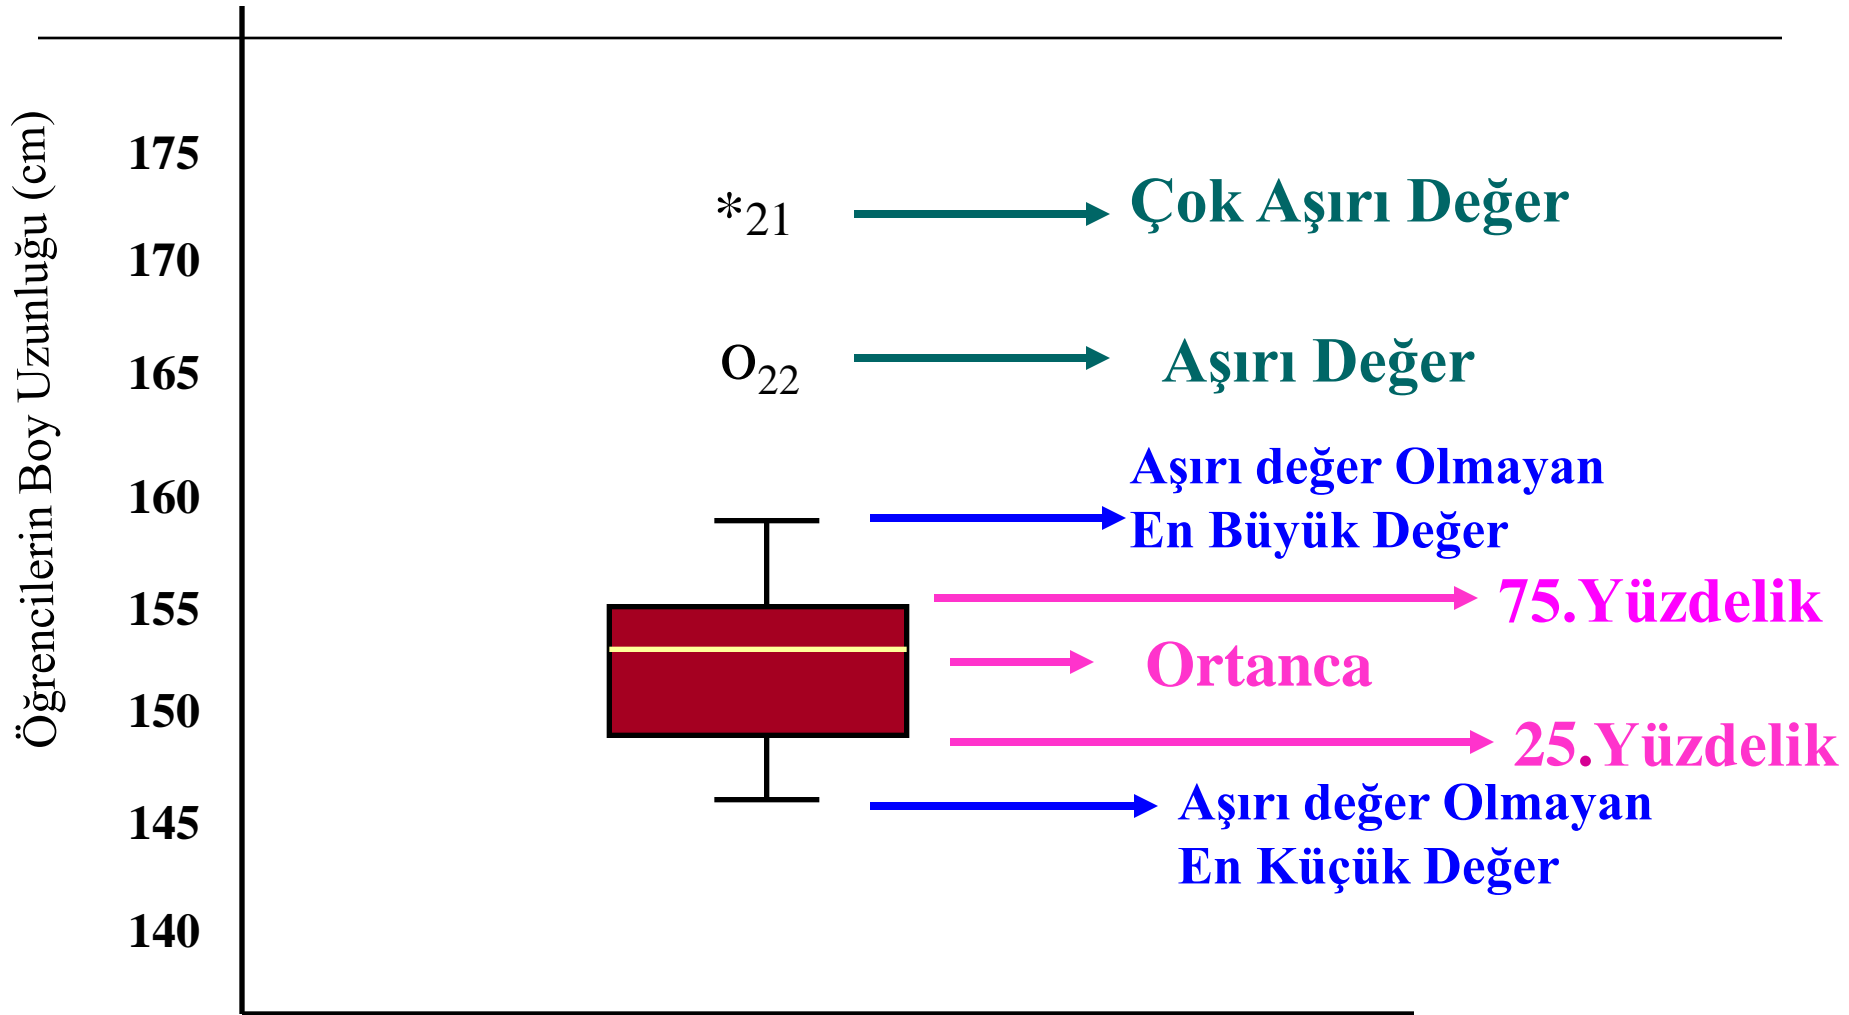 Öğrencilerin Boy Uzunluğu (cm)
175
*21
Çok Aşırı Değer
170
165
O22
Aşırı Değer
160
Aşırı değer Olmayan
En Büyük Değer
155
75.Yüzdelik
Ortanca
150
25.Yüzdelik
145
Aşırı değer Olmayan
En Küçük Değer
140